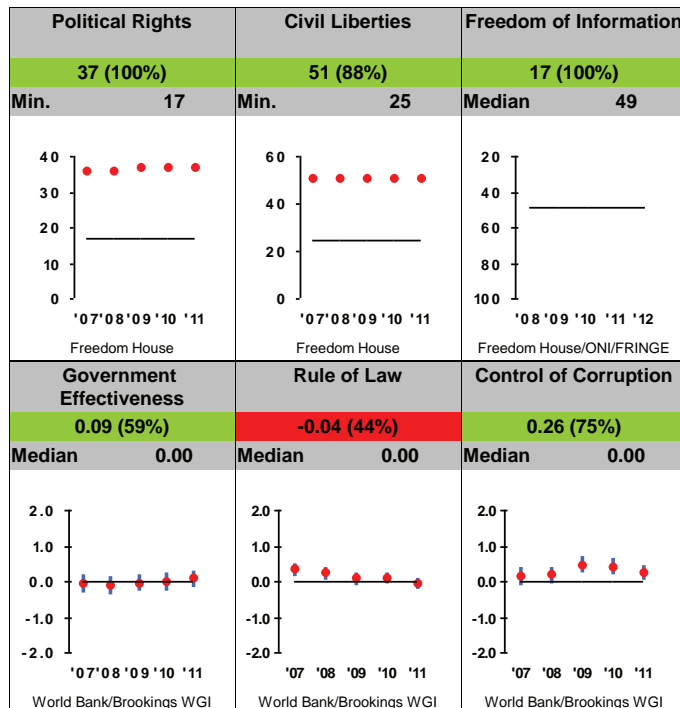 Political Rights
37 (100%)
Min. 17
40
30
20
10
0
'07 '08 '09 '10 '11
Freedom House
Civil Liberties
51 (88%)
Min. 25
60
40
20
0
'07 '08 '09 '10 '11
Freedom House
Freedom of Information
17 (100%)
Median 49
20
40
60
80
100
'08 '09 '10 '11 '12
Freedom House/ONI/FRINGE
Government
Effectiveness
0.09 (59%)
Median 0.00
2.0
1.0
0.0
-1.0
-2.0
'07 '08 '09 '10 '11
World Bank/Brookings WGI
Rule of Law
-0.04 (44%)
Median 0.00
2.0
1.0
0.0
-1.0
-2.0
'07 '08 '09 '10 '11
World Bank/Brookings WGI
Control of Corruption
0.26 (75%)
Median 0.00
2.0
1.0
0.0
-1.0
-2.0
'07 '08 '09 '10 '11
World Bank/Brookings WGI